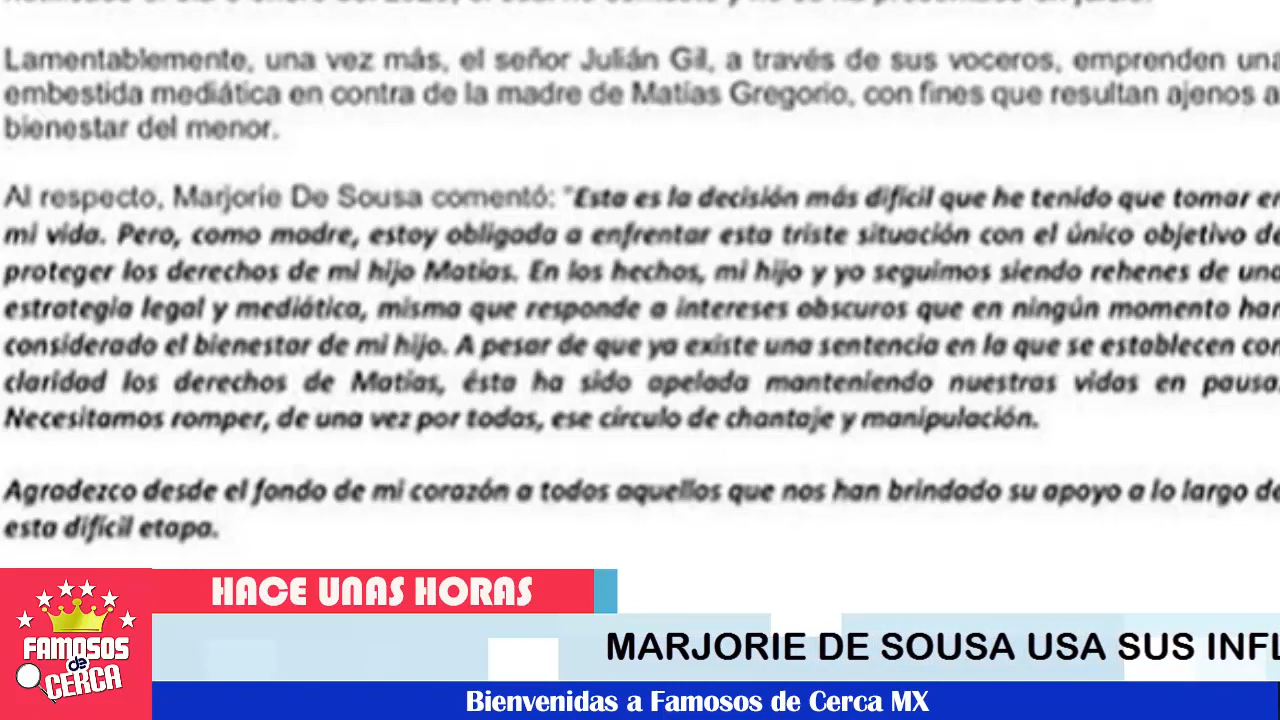 Lamentablemente, una vez más, el señor Julián Gil, a través de sus voceros, emprenden una
embestida mediática en contra de la madre de Matías Gregorio, con fines que resultan ajenos a
bienestar del menor.
Al respecto, Marjorie De Sousa comentó: "Esta es la decisión más difícil que he tenido que tomar en
mi vida. Pero, como madre, estoy obligada a enfrentar esta triste situación con el único objetivo de
proteger los derechos de mi hijo Matías. En los hechos, mi hijo y yo seguimos siendo rehenes de una
estrategia legal y mediática, misma que responde a intereses obscuros que en ningún momento han
considerado el bienestar de mi hijo. A pesar de que ya existe una sentencia en la que se establecen con
claridad los derechos de Matías, ésta ha sido apelada manteniendo nuestras vidas en pausa.
Necesitamos romper, de una vez por todas, ese círculo de chantaje y manipulación.
Agradezco desde el fondo de mi corazón a todos aquellos que nos han brindado su apoyo a lo largo de
esta difícil etapa.
HACE UNAS HORAS
MARJORIE DE SOUSA USA SUS INFL
FAMOSOS
de
CERCA
Bienvenidas a Famosos de Cerca MX